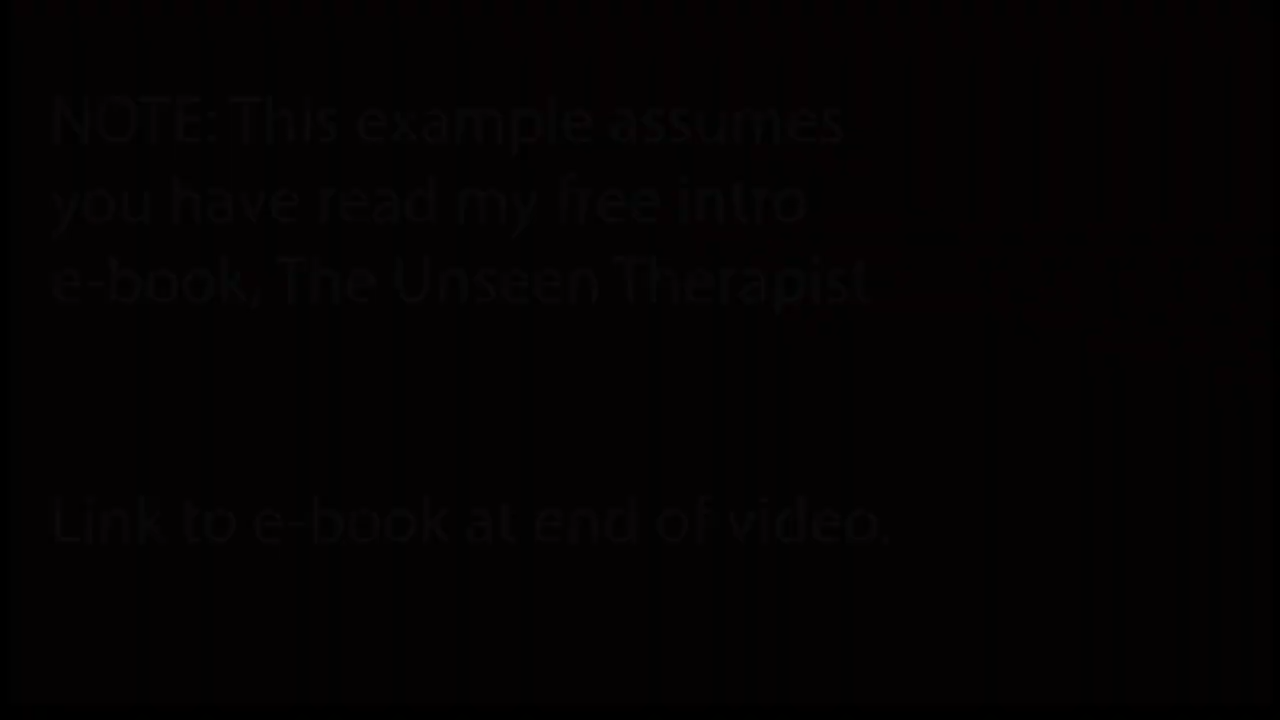 NOTE: This example assumes
you have read my free intro
e-book, The Unseen Therapist
Link to e-book at end of video.